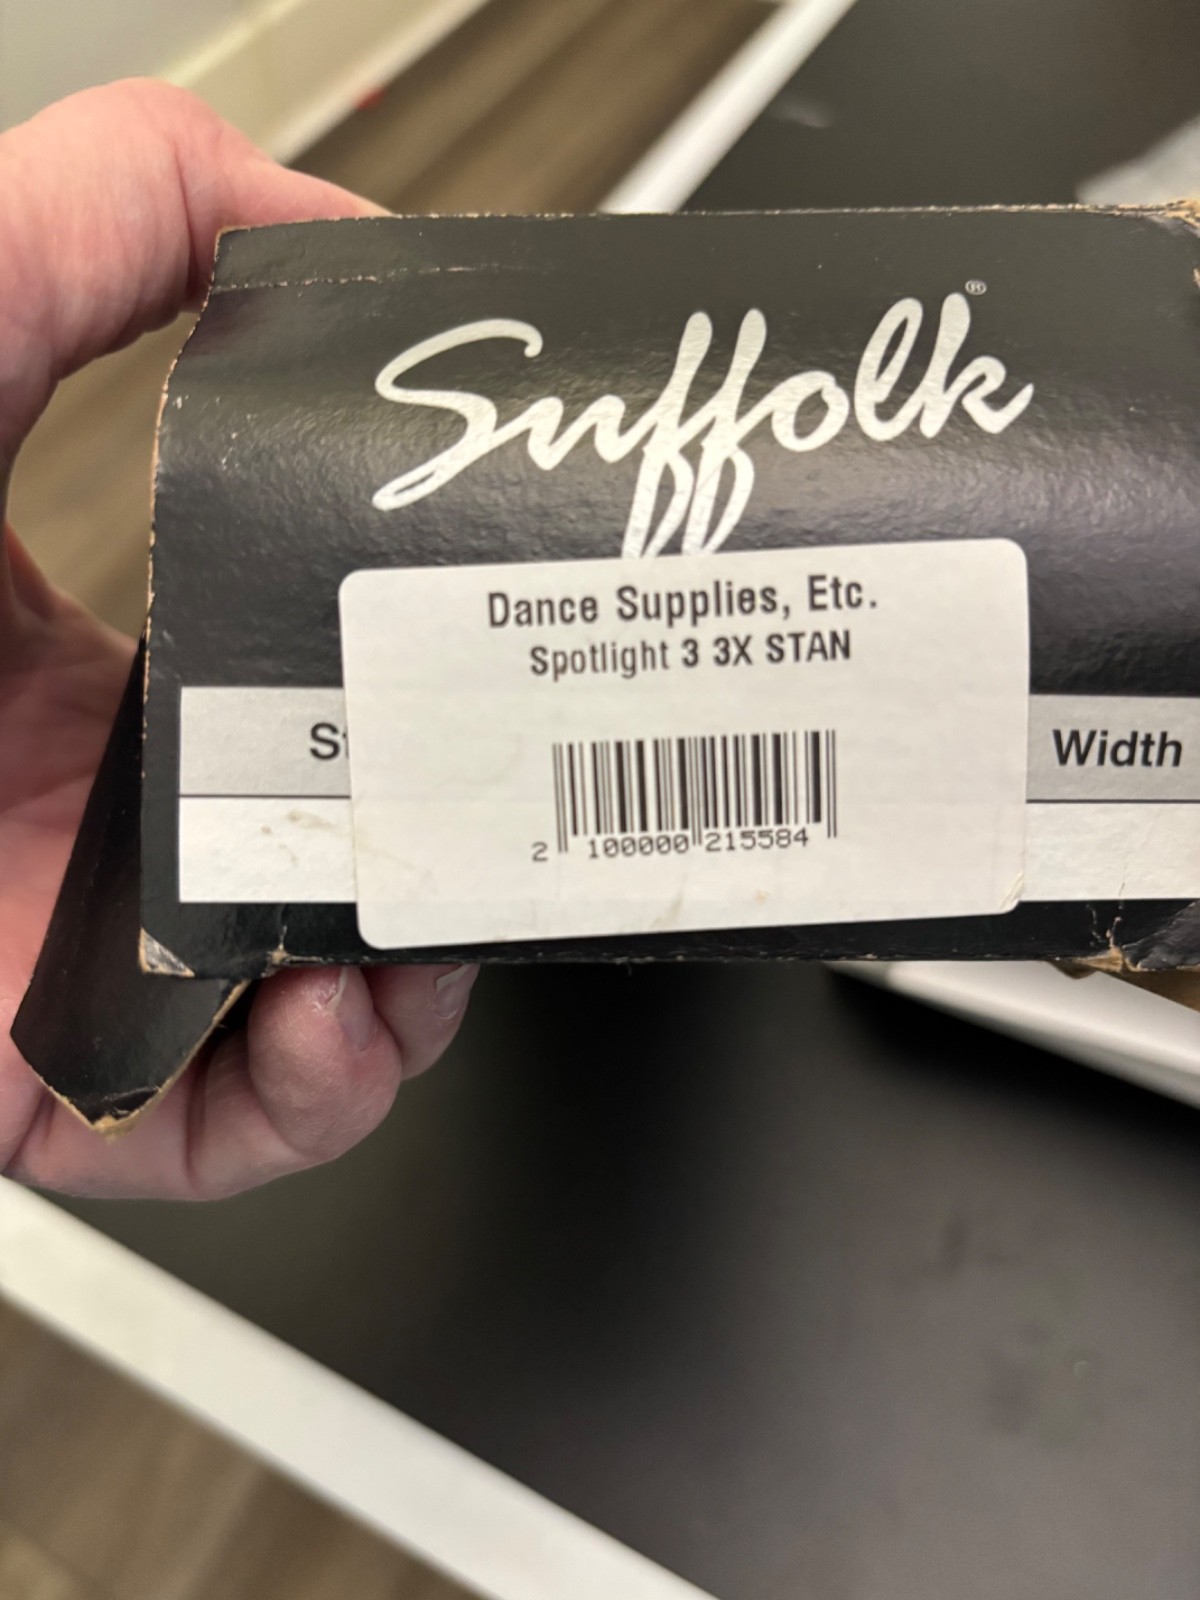 Suffolk®
Dance Supplies, Etc.
Spotlight 3 3X STAN
Width
2 100000 215584